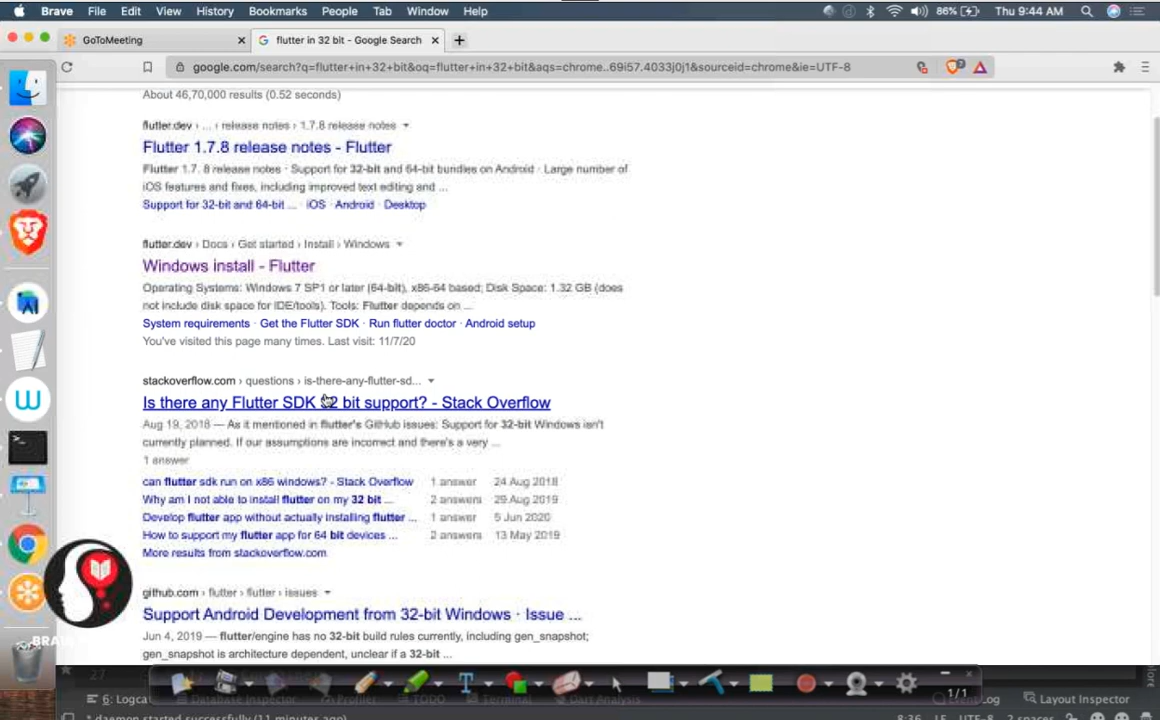 Brave File Edit View History Bookmarks People Tab Window Help 86% Thu 9:44 AM
GoToMeeting flutter in 32 bit - Google Search
google.com/search?q=flutter+in+32+bit&oq=flutter+in+32+bit&aqs=chrome..69i57.4033j0j1&sourceid=chrome&ie=UTF-8
About 46,70,000 results (0.52 seconds)
flutter.dev › ... › release notes › 1.7.8 release notes
Flutter 1.7.8 release notes - Flutter
Flutter 1.7. 8 release notes · Support for 32-bit and 64-bit bundles on Android · Large number of
iOS features and fixes, including improved text editing and ...
Support for 32-bit and 64-bit ... · iOS · Android · Desktop
flutter.dev › Docs › Get started › Install › Windows
Windows install - Flutter
Operating Systems: Windows 7 SP1 or later (64-bit), x86-64 based; Disk Space: 1.32 GB (does
not include disk space for IDE/tools). Tools: Flutter depends on ...
System requirements · Get the Flutter SDK · Run flutter doctor · Android setup
You've visited this page many times. Last visit: 11/7/20
stackoverflow.com › questions › is-there-any-flutter-sd...
Is there any Flutter SDK 32 bit support? - Stack Overflow
Aug 19, 2018 — As it mentioned in flutter's GitHub issues: Support for 32-bit Windows isn't
currently planned. If our assumptions are incorrect and there's a very ...
1 answer
can flutter sdk run on x86 windows? - Stack Overflow 1 answer 24 Aug 2018
Why am I not able to install flutter on my 32 bit ... 2 answers 29 Aug 2019
Develop flutter app without actually installing flutter ... 1 answer 5 Jun 2020
How to support my flutter app for 64 bit devices ... 2 answers 13 May 2019
More results from stackoverflow.com
github.com › flutter › flutter › issues
Support Android Development from 32-bit Windows · Issue ...
Jun 4, 2019 — flutter/engine has no 32-bit build rules currently, including gen_snapshot;
gen_snapshot is architecture dependent, unclear if a 32-bit ...
27
1/1
6: Logcat Database Inspector Profiler TODO Terminal Dart Analysis Event Log Layout Inspector
* daemon started successfully (11 minutes ago) 8:36 LF UTF-8 2 spaces